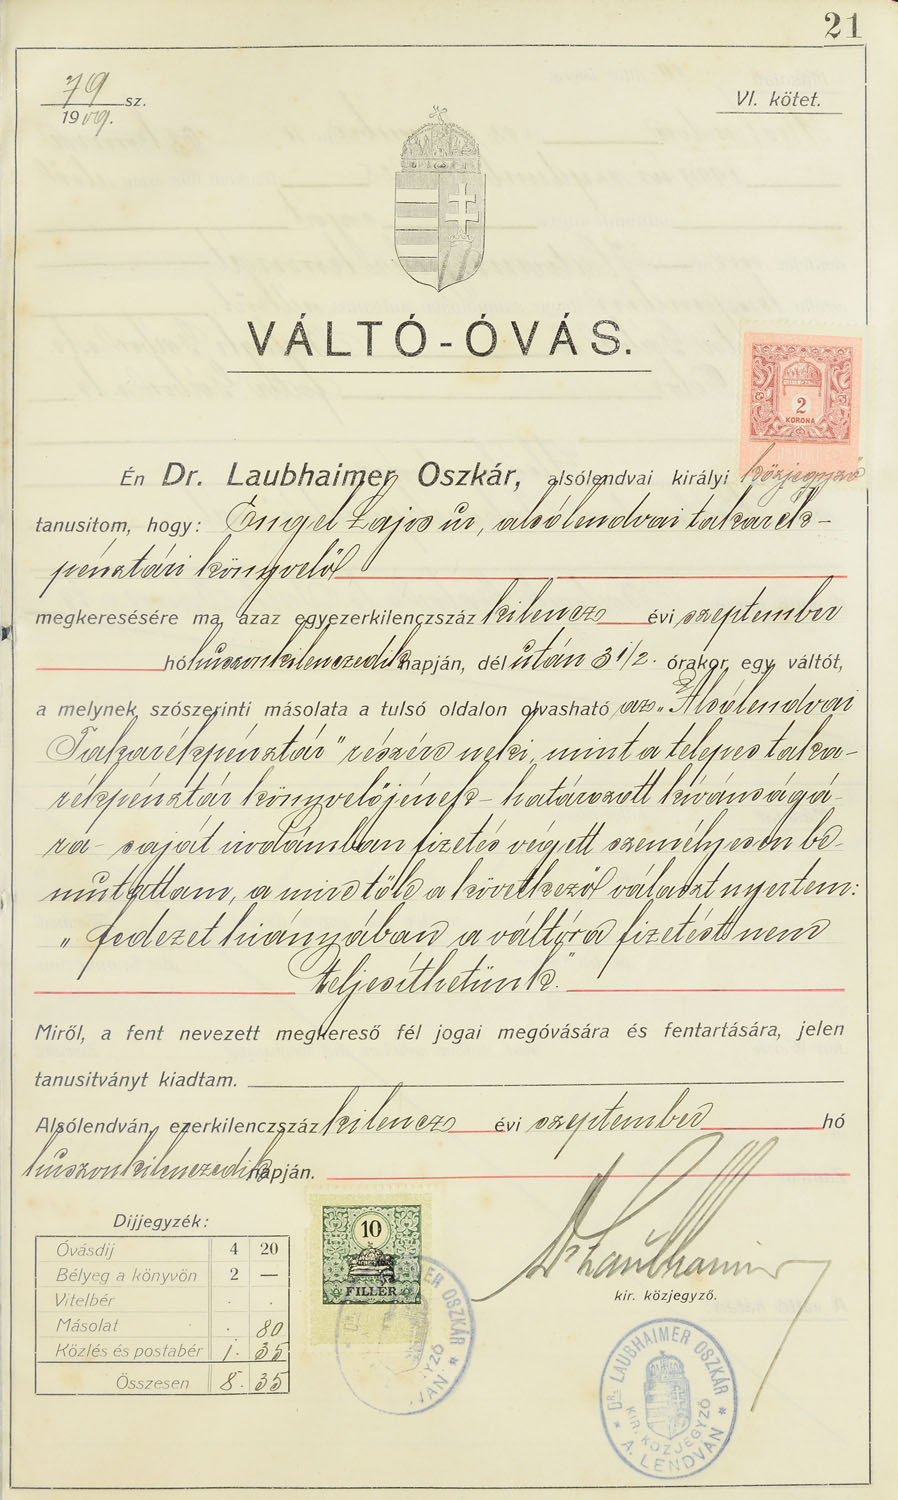 21
79 sz.
1909.
VI. kötet.
VÁLTÓ-ÓVÁS.
2
KORONA
Én Dr. Laubhaimer Oszkár, alsólendvai királyi közjegyző
tanusitom, hogy: Engel Lajos úr, alsólendvai takarék-
pénztári könyvelő
megkeresésére ma, azaz egyezerkilenczszáz kilencz évi szeptember
hó huszonkilenczedik napján, dél után 3 1/2 órakor, egy váltót,
a melynek szószerinti másolata a tulsó oldalon olvasható az „Alsólendvai
Takarékpénztár" részére neki, mint a telepes taka-
rékpénztár könyvelőjének - határozott kívánságá-
ra - saját irodámban fizetés végett személyesen be-
mutattam, a mire tőle a következő választ nyertem:
„ fedezet hiányában a váltóra fizetést nem
teljesíthetünk."
Miről, a fent nevezett megkereső fél jogai megóvására és fentartására, jelen
tanusitványt kiadtam.
Alsólendván, ezerkilenczszáz kilencz évi szeptember hó
huszonkilenczedik napján.
Dijjegyzék:
Óvásdij 4 20
Bélyeg a könyvön 2 —
Vitelbér . .
Másolat . 80
Közlés és postabér 1. 35
Összesen 8. 35
10
FILLÉR
Dr Laubhaimer
kir. közjegyző.
DR. LAUBHAIMER OSZKÁR
KIR. KÖZJEGYZŐ
* A. LENDVÁN *